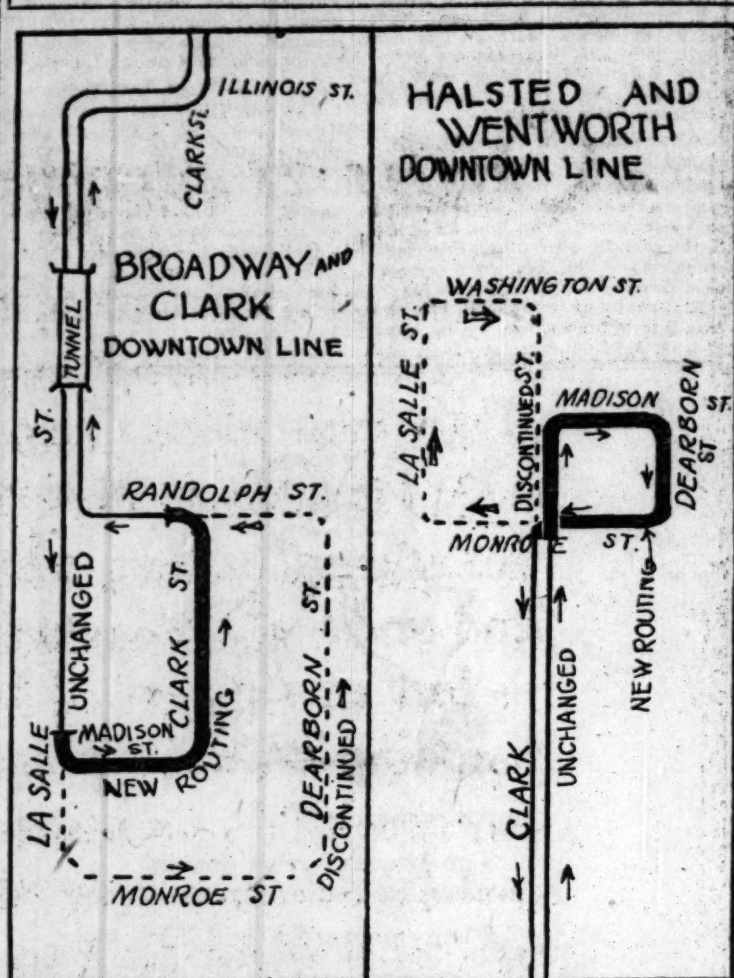 ILLINOIS ST.
CLARK ST.
BROADWAY AND
CLARK
DOWNTOWN LINE
TUNNEL
ST.
RANDOLPH ST.
UNCHANGED
CLARK ST.
DEARBORN ST.
DISCONTINUED
LA SALLE
MADISON
ST.
NEW ROUTING
MONROE ST
HALSTED AND
WENTWORTH
DOWNTOWN LINE
WASHINGTON ST.
LA SALLE ST.
DISCONTINUED ST.
MADISON ST.
DEARBORN
ST
MONROE ST.
NEW ROUTING
CLARK
UNCHANGED